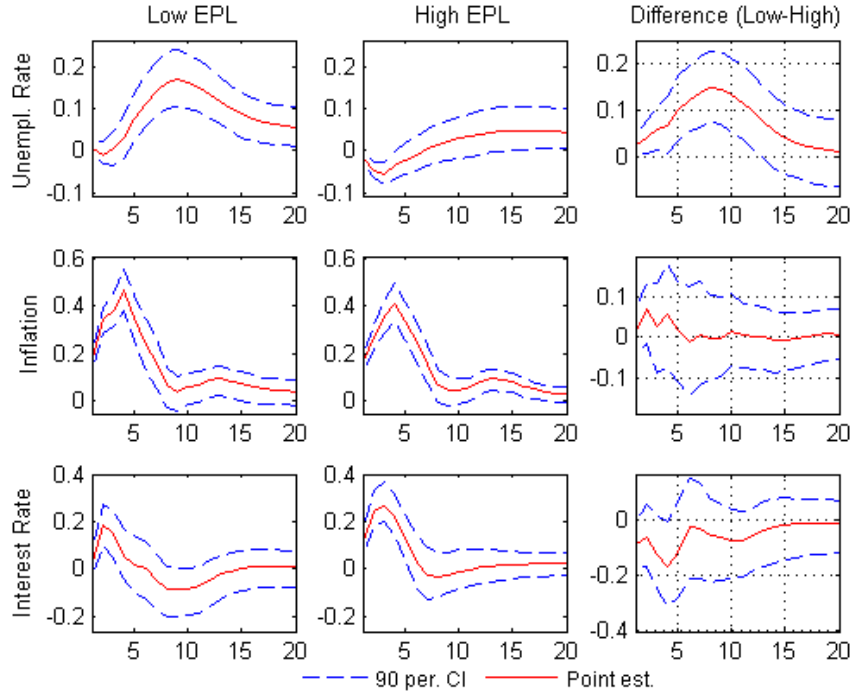 Low EPL High EPL Difference (Low-High)
Unempl. Rate
0.2 0.2 0.2
0.1 0.1 0.1
0 0 0
-0.1 -0.1
5 10 15 20 5 10 15 20 5 10 15 20
Inflation
0.6 0.6
0.4 0.4 0.1
0.2 0.2 0
0 0 -0.1
5 10 15 20 5 10 15 20 5 10 15 20
Interest Rate
0.4 0.4
0.2 0.2 0
0 0 -0.2
-0.2 -0.2 -0.4
5 10 15 20 5 10 15 20 5 10 15 20
90 per. CI Point est.